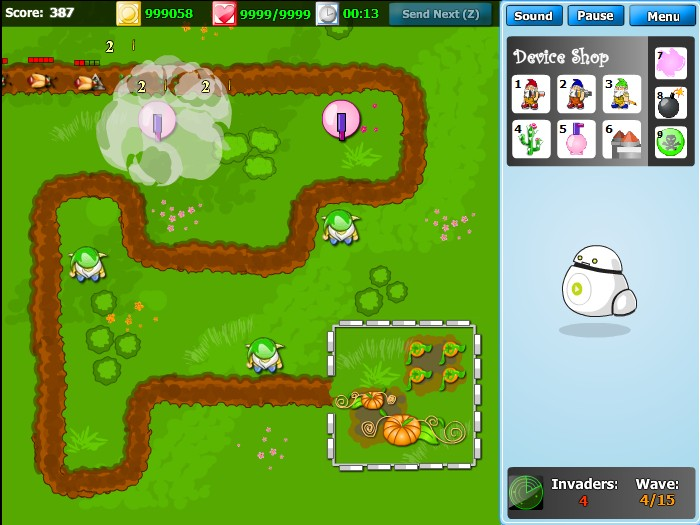 Score: 387 999058 9999/9999 00:13 Send Next (Z) Sound Pause Menu
2
2 2
Device Shop
1 2 3 7
8
4 5 6 9
Invaders: Wave:
4 4/15